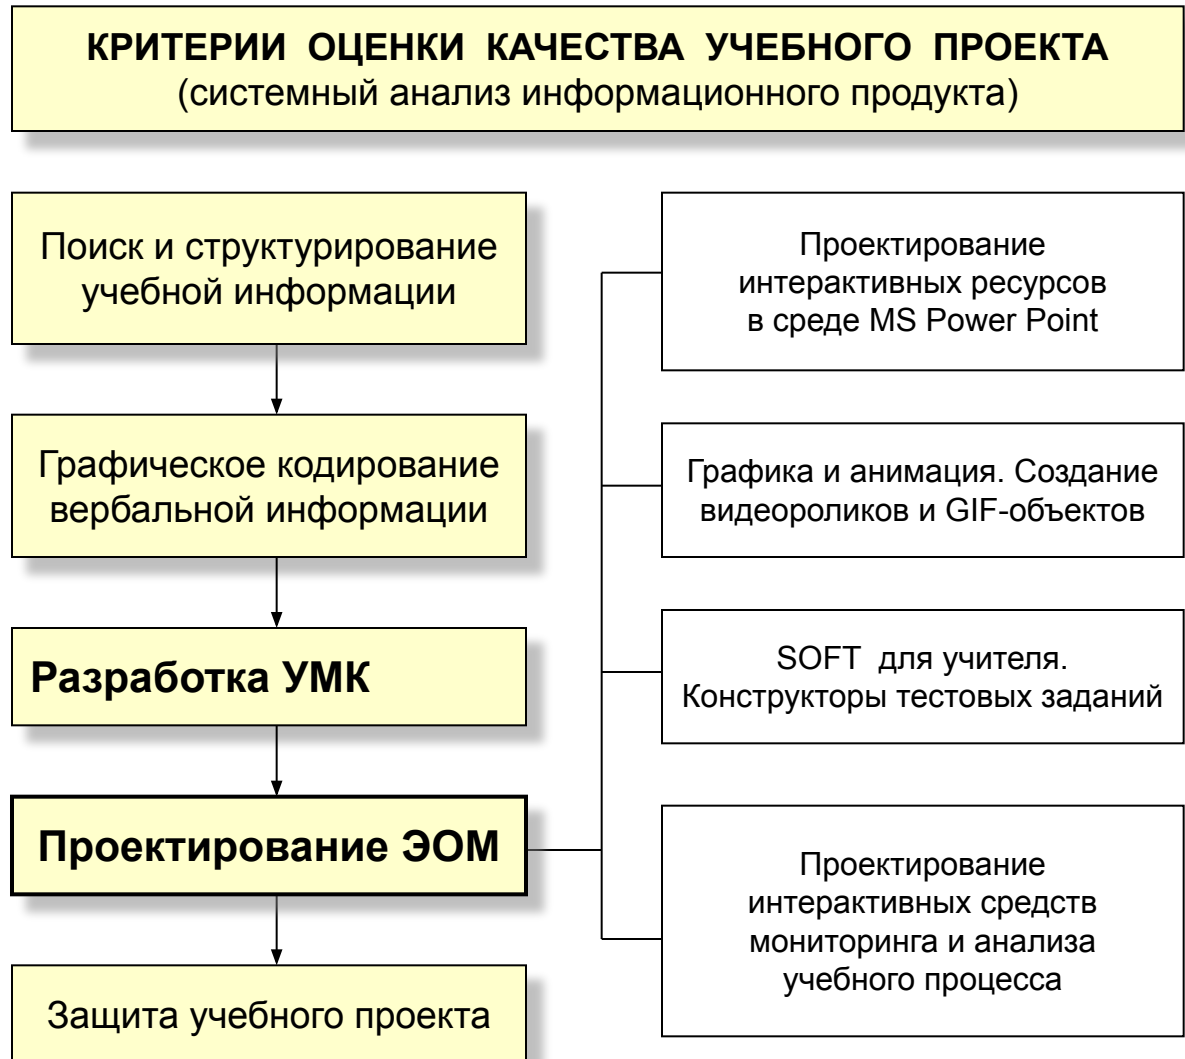 КРИТЕРИИ ОЦЕНКИ КАЧЕСТВА УЧЕБНОГО ПРОЕКТА
(системный анализ информационного продукта)
Поиск и структурирование
учебной информации
Графическое кодирование
вербальной информации
Разработка УМК
Проектирование ЭОМ
Защита учебного проекта
Проектирование
интерактивных ресурсов
в среде MS Power Point
Графика и анимация. Создание
видеороликов и GIF-объектов
SOFT для учителя.
Конструкторы тестовых заданий
Проектирование
интерактивных средств
мониторинга и анализа
учебного процесса